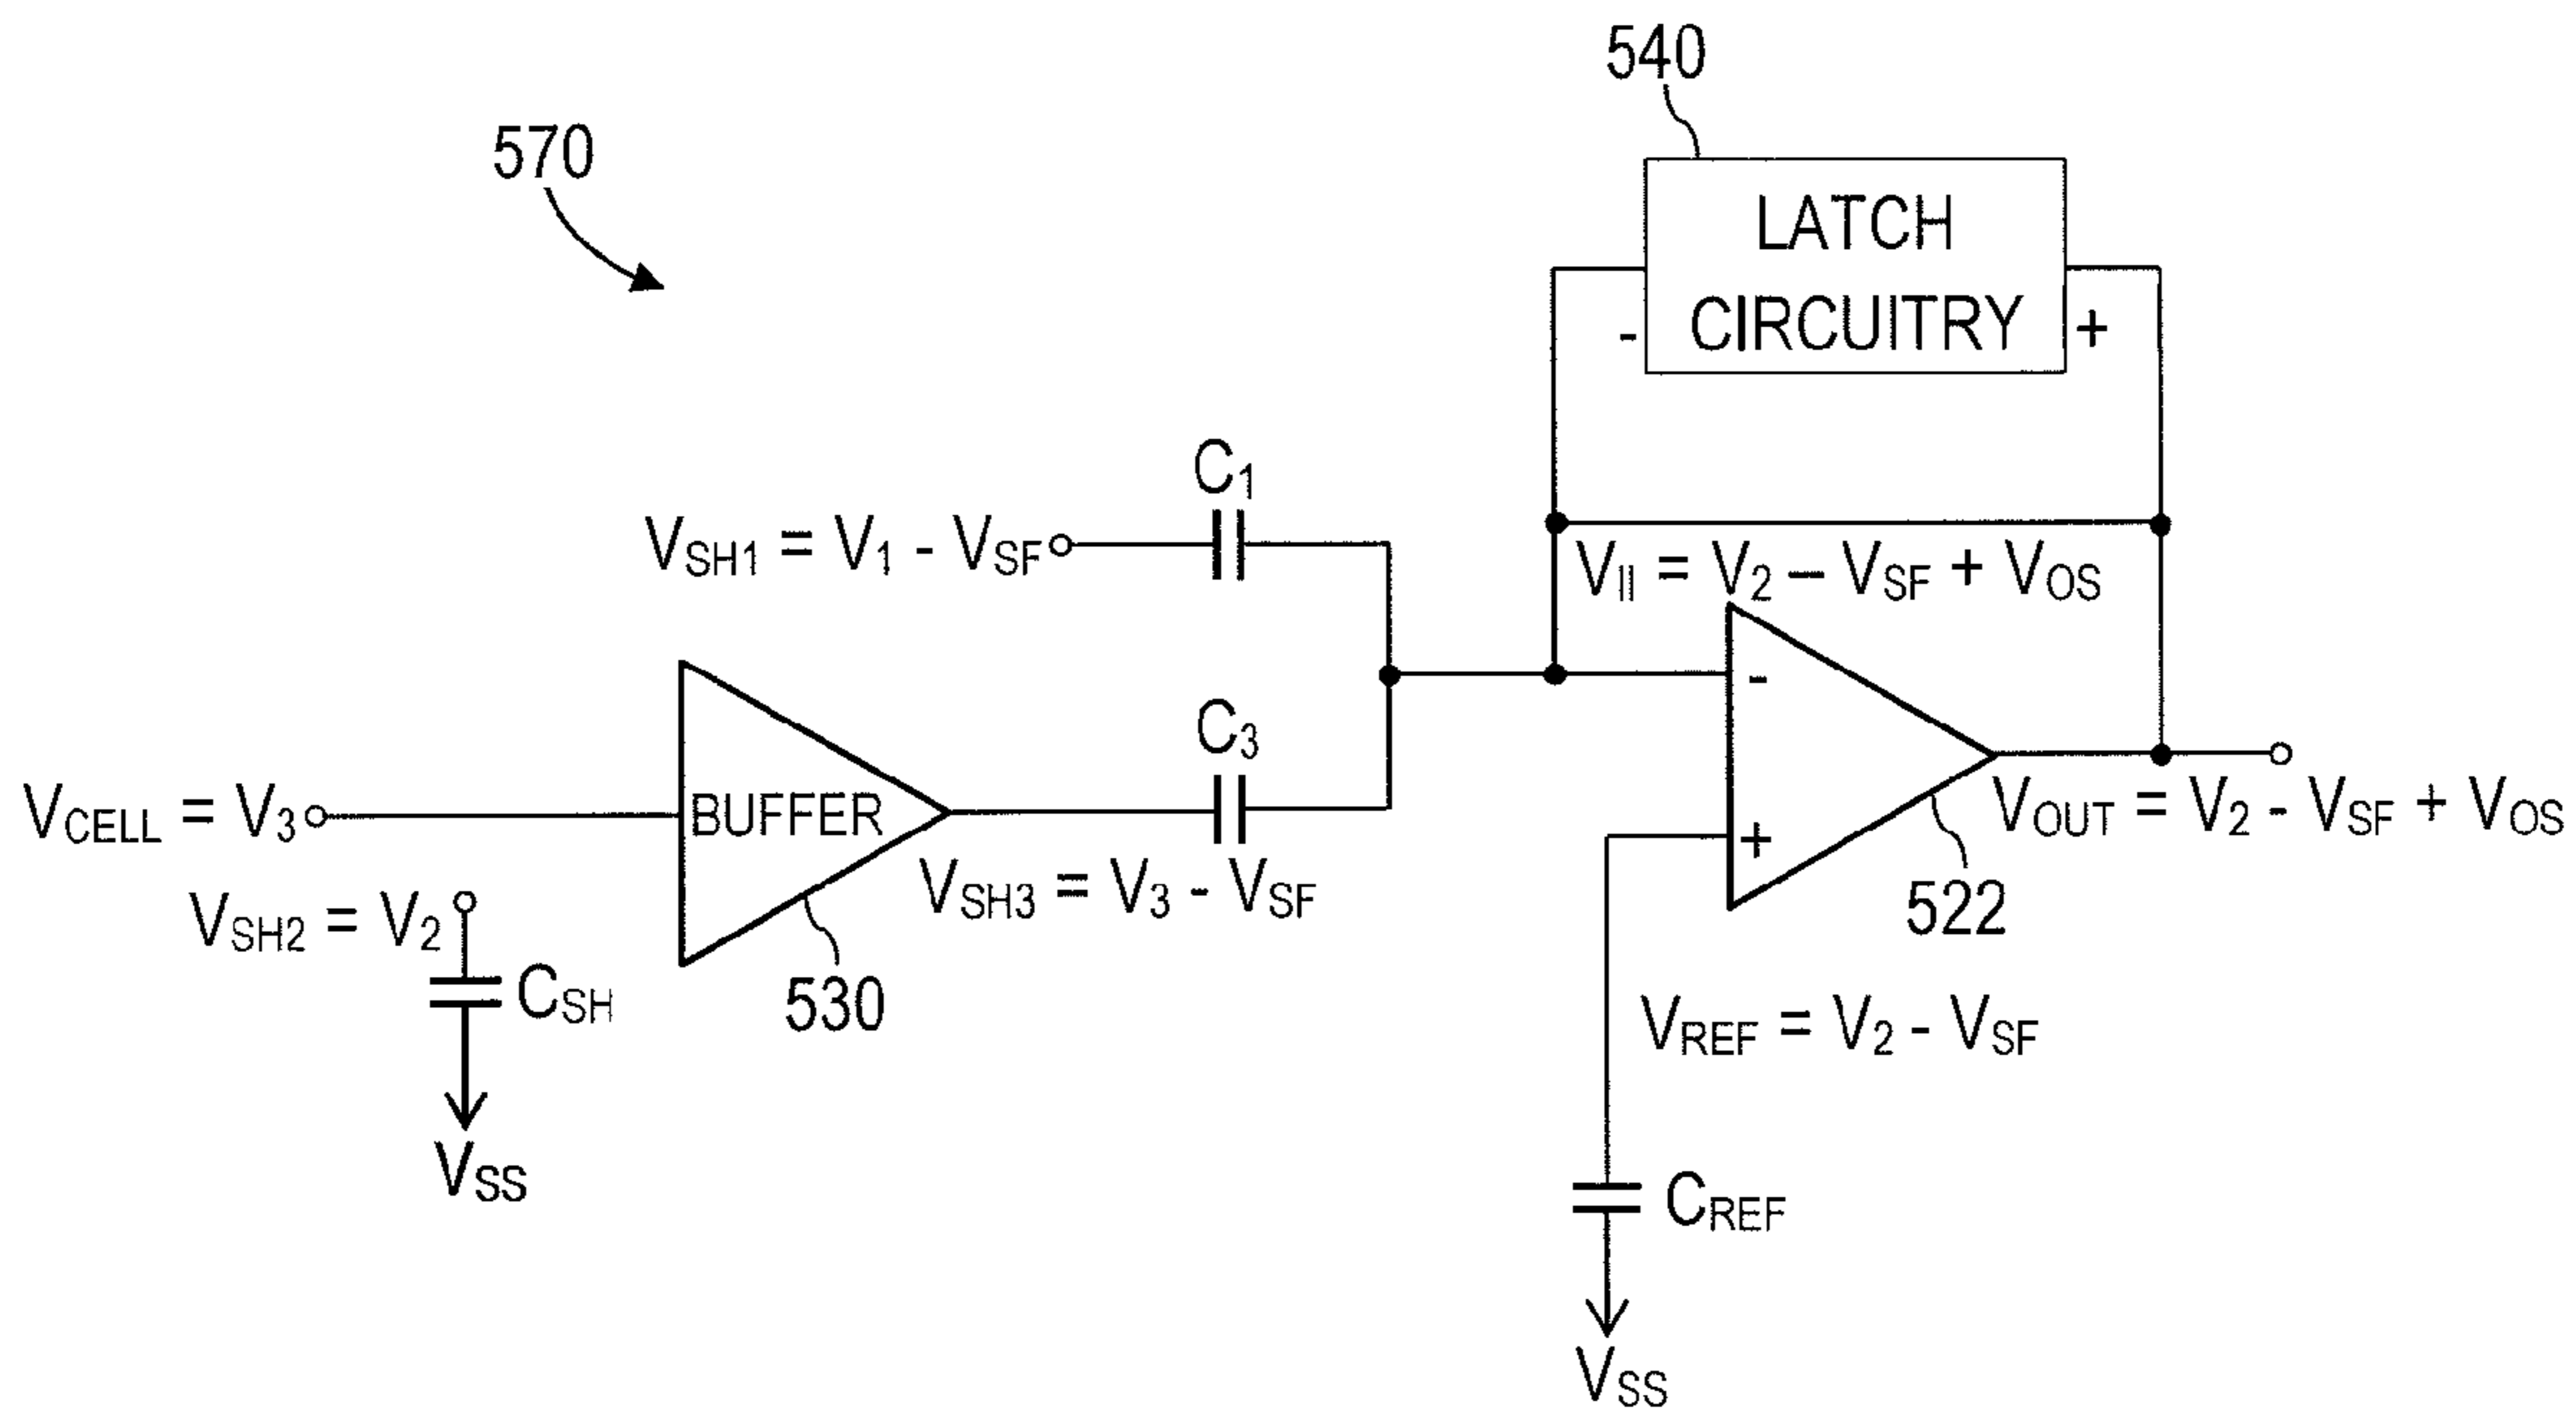 540
570
LATCH
CIRCUITRY
-
+
C1
VSH1 = V1 - VSF
VII = V2 – VSF + VOS
-
C3
BUFFER
VCELL = V3
VOUT = V2 - VSF + VOS
+
VSH3 = V3 - VSF
522
VSH2 = V2
CSH
530
VREF = V2 - VSF
VSS
CREF
VSS